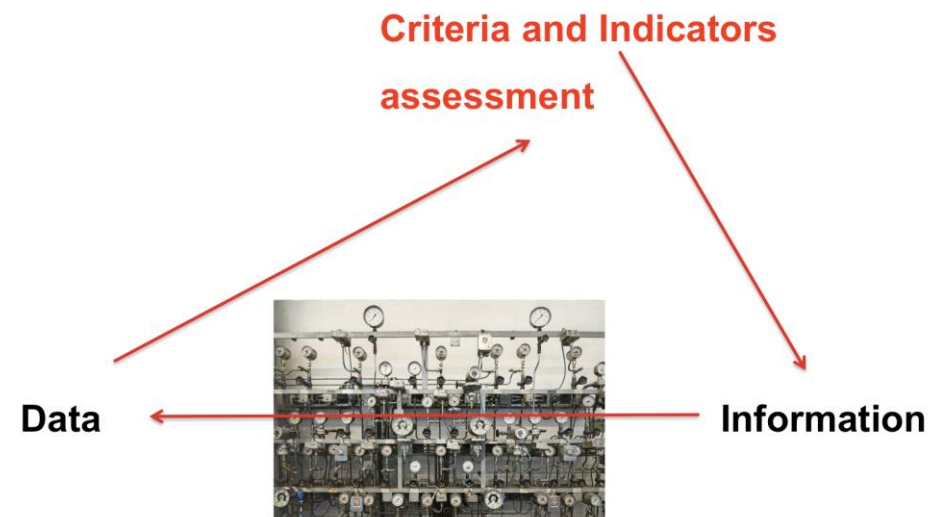 Criteria and Indicators
assessment
Data
Information